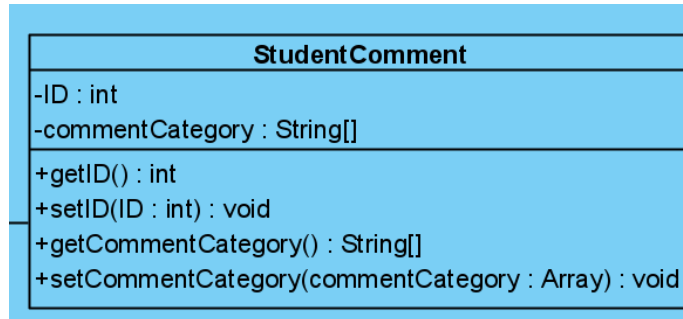 StudentComment
-ID : int
-commentCategory : String[]
+getID() : int
+setID(ID : int) : void
+getCommentCategory() : String[]
+setCommentCategory(commentCategory : Array) : void